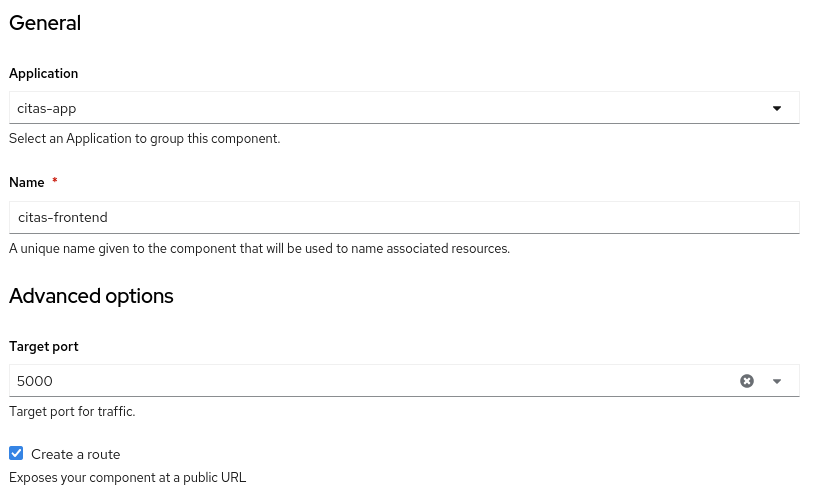 General
Application
citas-app
Select an Application to group this component.
Name *
citas-frontend
A unique name given to the component that will be used to name associated resources.
Advanced options
Target port
5000
Target port for traffic.
Create a route
Exposes your component at a public URL